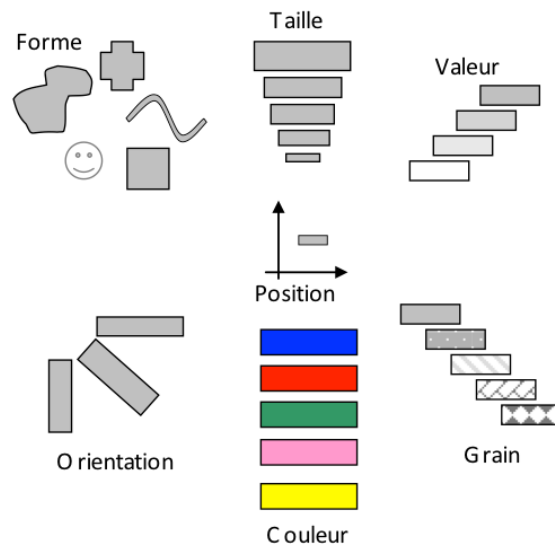 Taille
Forme
Valeur
Position
Orientation
Grain
Couleur